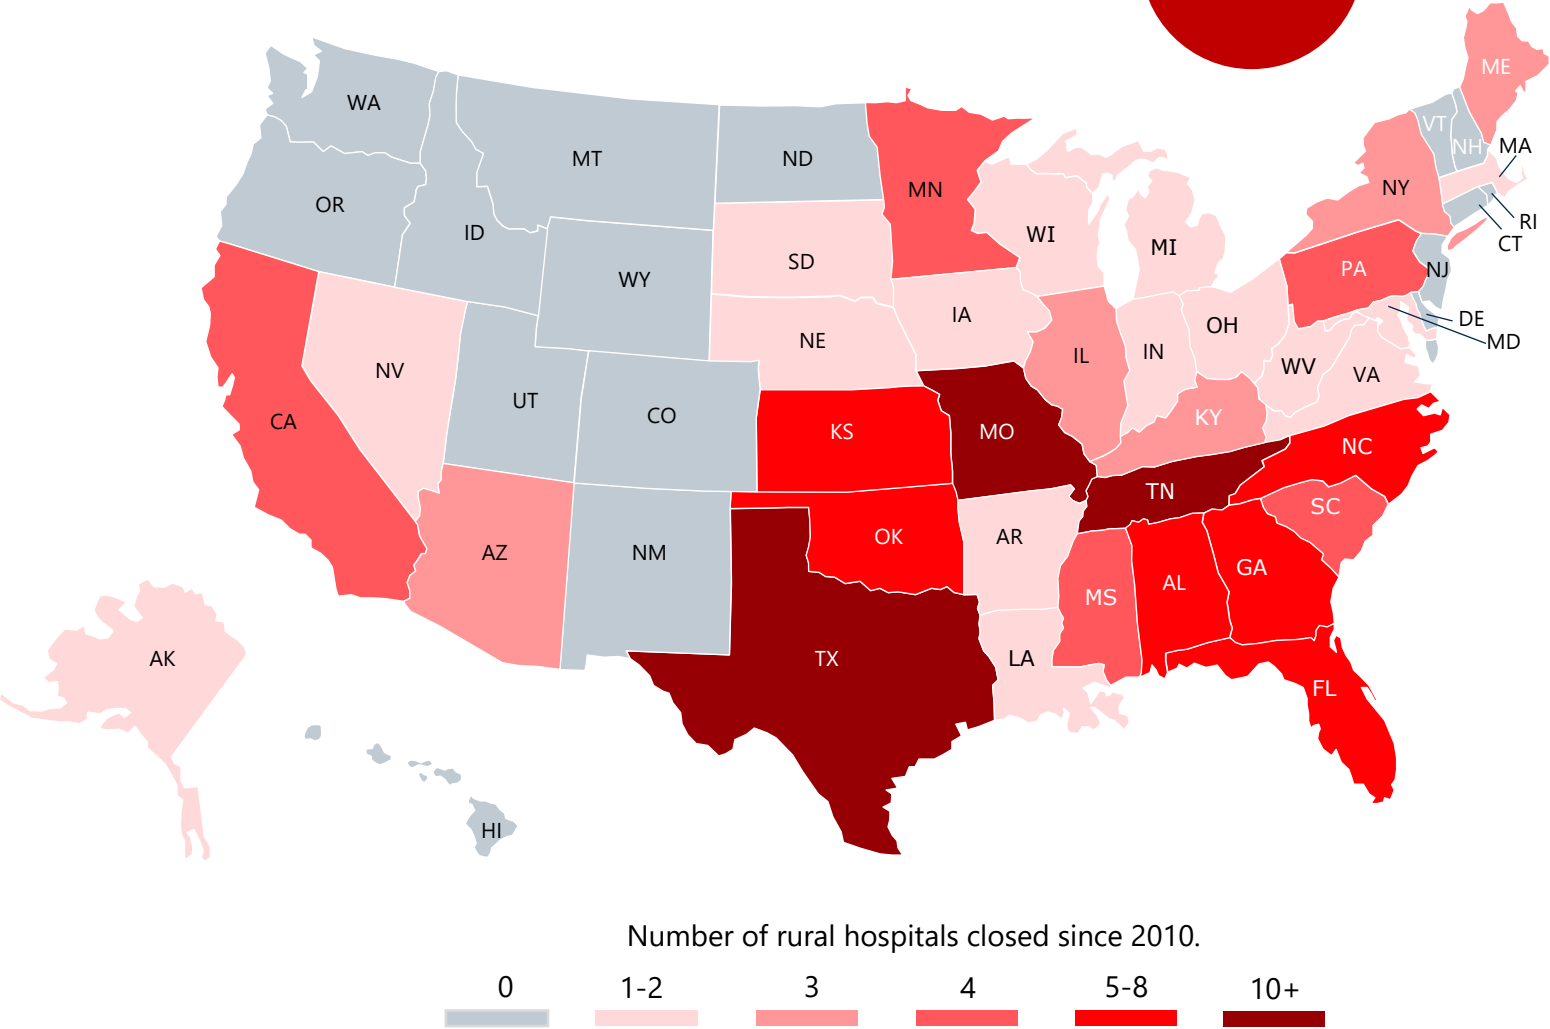 ME
WA
VT
NH
MA
MT
ND
MN
NY
OR
RI
ID
WI
CT
MI
SD
PA
NJ
WY
IA
DE
OH
MD
NE
IL
IN
NV
WV
VA
UT
CO
KY
CA
KS
MO
NC
TN
SC
AZ
NM
OK
AR
GA
AL
MS
AK
TX
LA
FL
HI
Number of rural hospitals closed since 2010.
0 1-2 3 4 5-8 10+